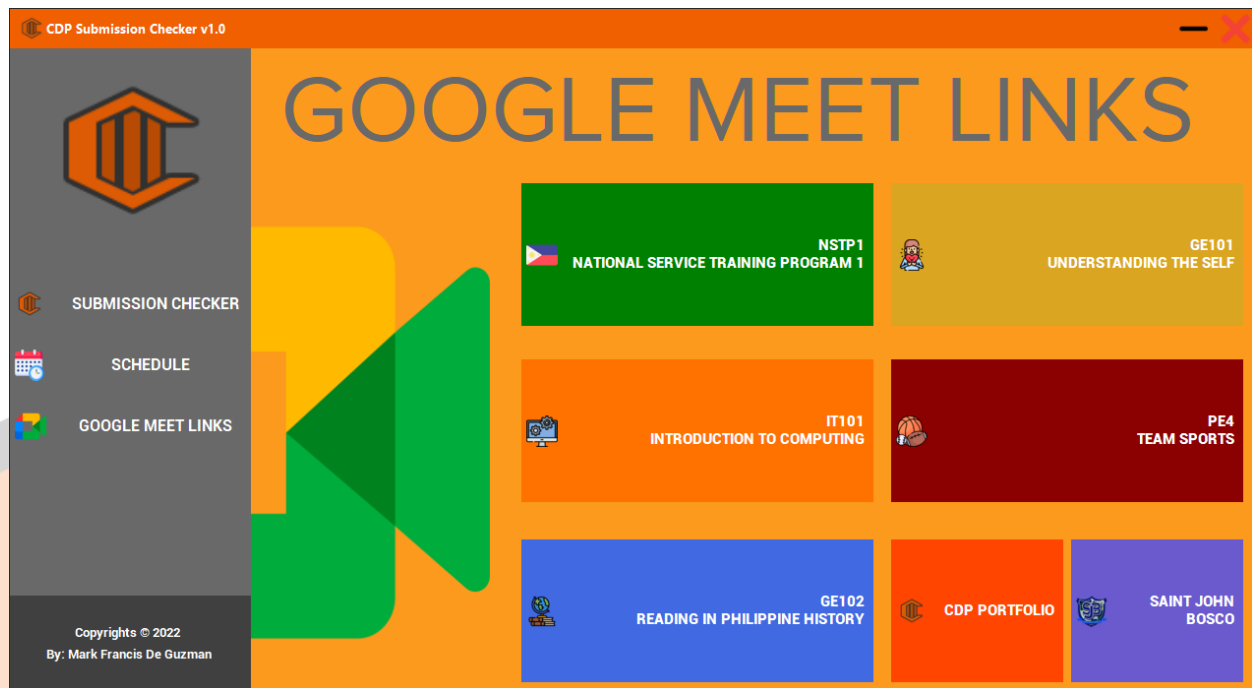 CDP Submission Checker v1.0
GOOGLE MEET LINKS
SUBMISSION CHECKER
SCHEDULE
GOOGLE MEET LINKS
Copyrights © 2022
By: Mark Francis De Guzman
NSTP1
NATIONAL SERVICE TRAINING PROGRAM 1
GE101
UNDERSTANDING THE SELF
IT101
INTRODUCTION TO COMPUTING
PE4
TEAM SPORTS
GE102
READING IN PHILIPPINE HISTORY
CDP PORTFOLIO
SAINT JOHN
BOSCO